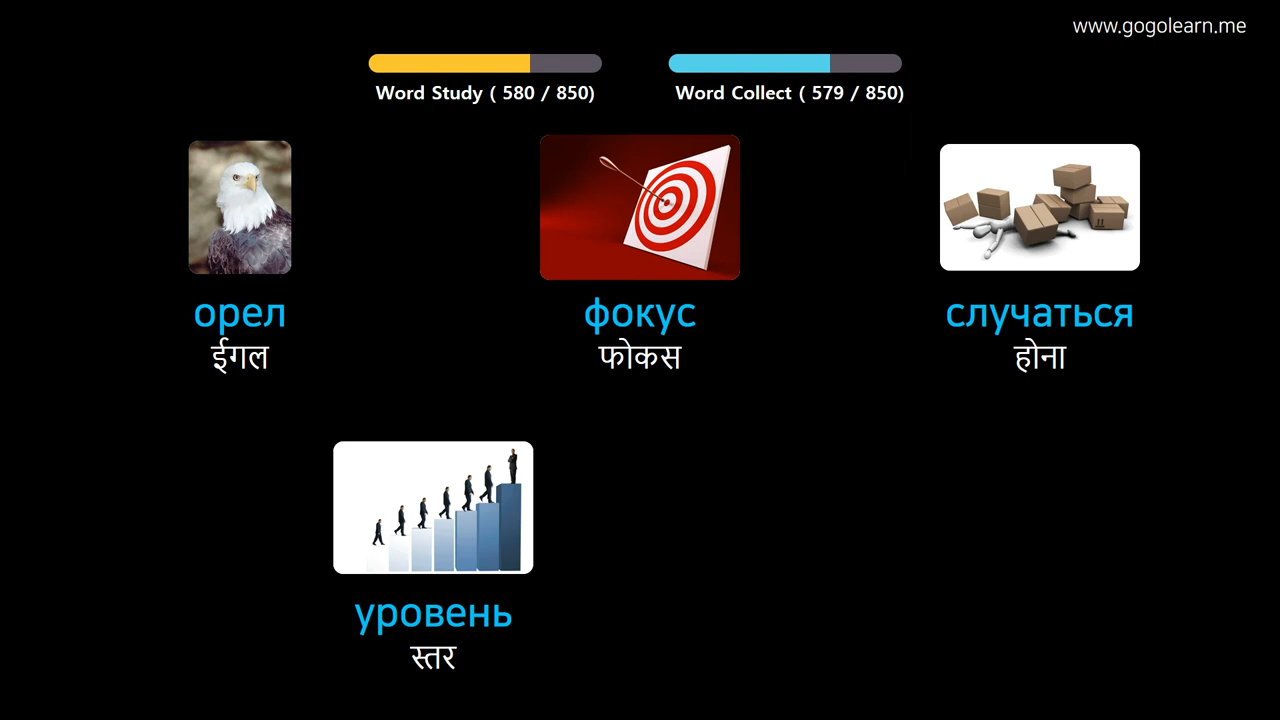 www.gogolearn.me
Word Study ( 580 / 850)
Word Collect ( 579 / 850)
орел
ईगल
фокус
फोकस
случаться
होना
уровень
स्तर